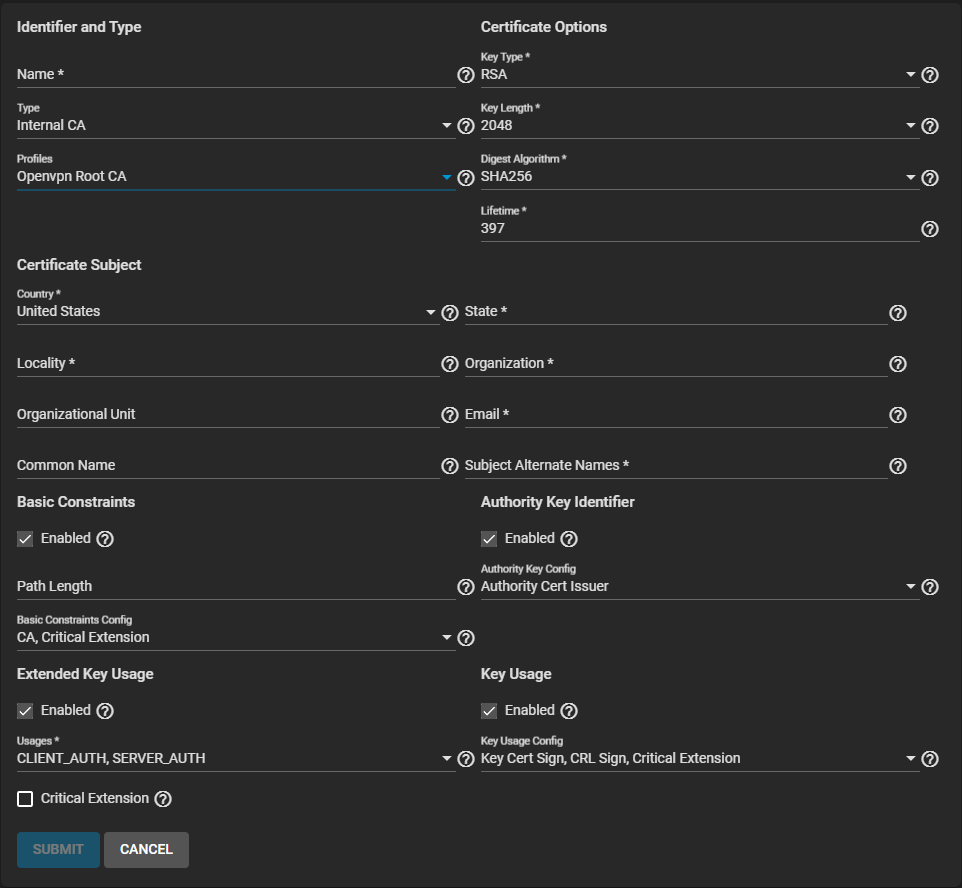 Identifier and Type
Certificate Options
Name *
Key Type *
RSA
Type
Internal CA
Key Length *
2048
Profiles
Openvpn Root CA
Digest Algorithm *
SHA256
Lifetime *
397
Certificate Subject
Country *
United States
State *
Locality *
Organization *
Organizational Unit
Email *
Common Name
Subject Alternate Names *
Basic Constraints
Authority Key Identifier
Enabled
Enabled
Path Length
Authority Key Config
Authority Cert Issuer
Basic Constraints Config
CA, Critical Extension
Extended Key Usage
Key Usage
Enabled
Enabled
Usages *
CLIENT_AUTH, SERVER_AUTH
Key Usage Config
Key Cert Sign, CRL Sign, Critical Extension
Critical Extension
SUBMIT
CANCEL